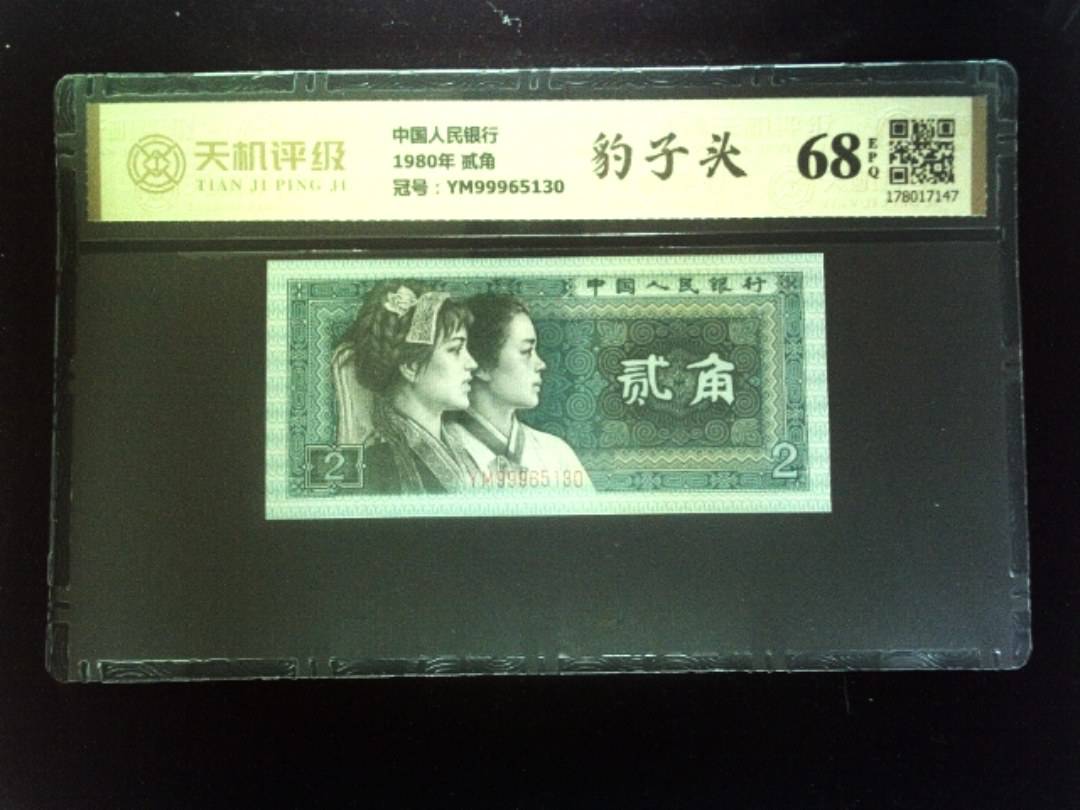 天机评级
TIAN JI PING JI
中国人民银行
1980年 贰角
冠号：YM99965130
豹子头
68
EPQ
178017147
中国人民银行
贰角
2
2
YM99965130